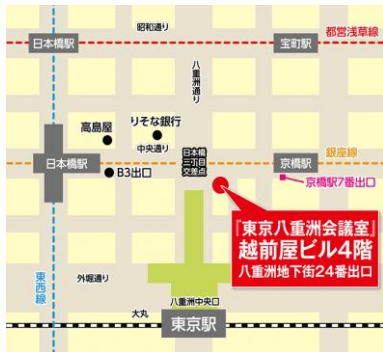 昭和通り
都営浅草線
日本橋駅
宝町駅
八重洲通り
高島屋
りそな銀行
中央通り
日本橋
三丁目
交差点
銀座線
日本橋駅
京橋駅
B3出口
京橋駅7番出口
『東京八重洲会議室』
越前屋ビル4階
八重洲地下街24番出口
東西線
外堀通り
八重洲中央口
大丸
東京駅